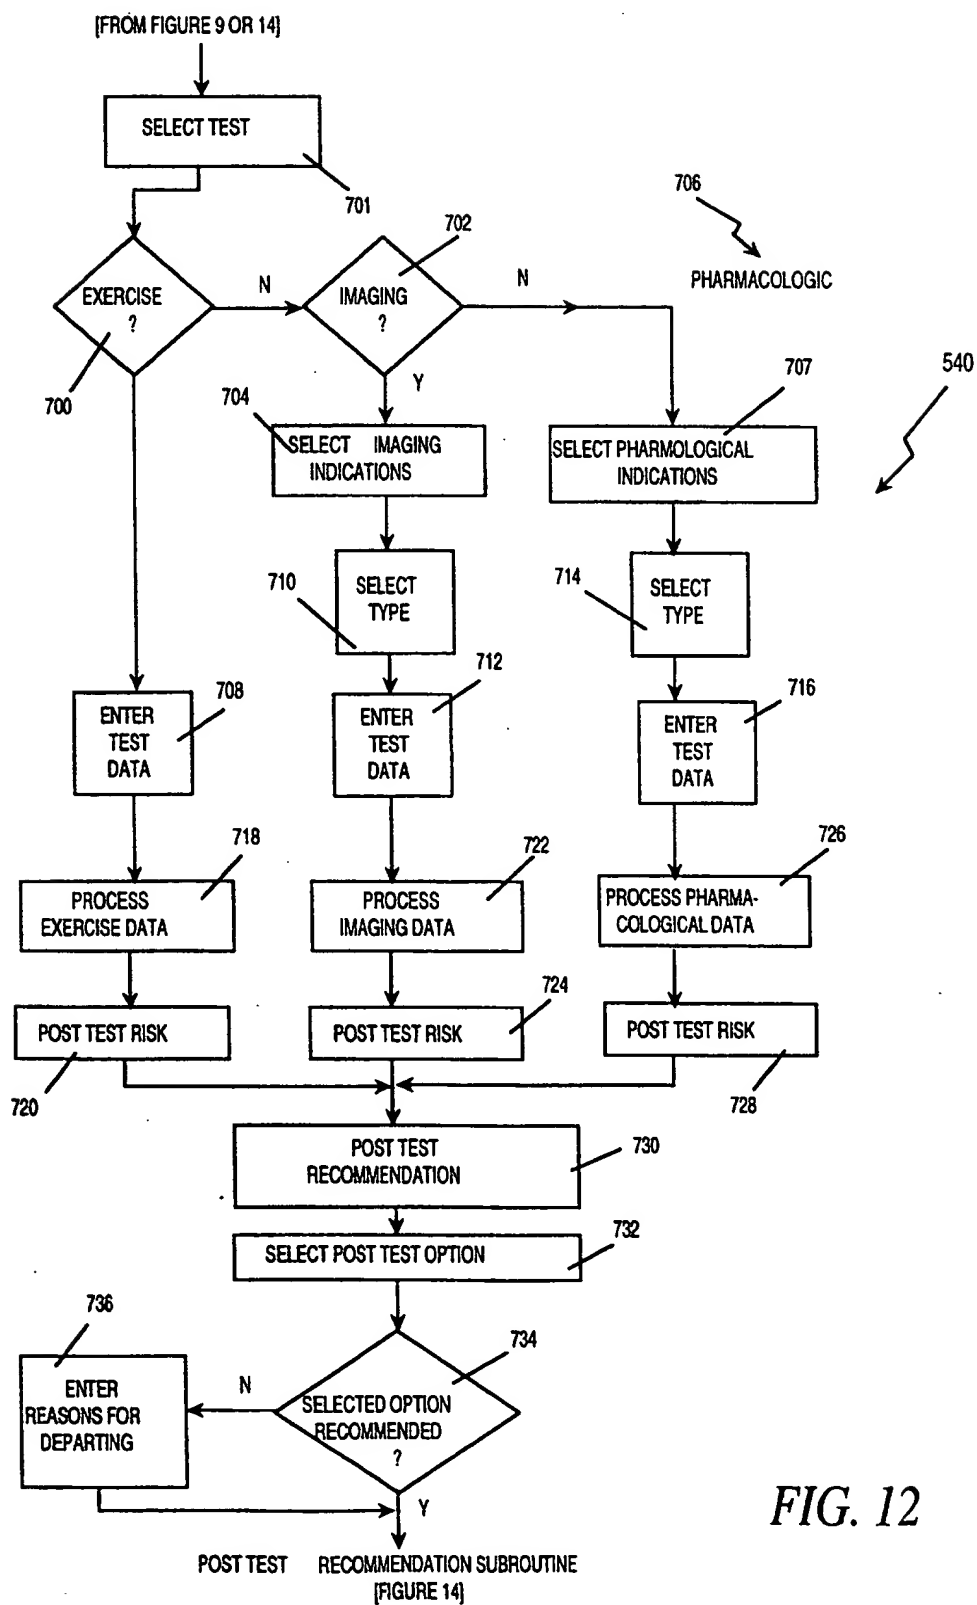 [FROM FIGURE 9 OR 14]
SELECT TEST
701
706
702
EXERCISE
?
N
IMAGING
?
N
PHARMACOLOGIC
700
Y
704
707
540
SELECT IMAGING
INDICATIONS
SELECT PHARMOLOGICAL
INDICATIONS
710
SELECT
TYPE
714
SELECT
TYPE
708
712
716
ENTER
TEST
DATA
ENTER
TEST
DATA
ENTER
TEST
DATA
718
722
726
PROCESS
EXERCISE DATA
PROCESS
IMAGING DATA
PROCESS PHARMA-
COLOGICAL DATA
724
POST TEST RISK
POST TEST RISK
POST TEST RISK
720
728
POST TEST
RECOMMENDATION
730
SELECT POST TEST OPTION
732
736
734
ENTER
REASONS FOR
DEPARTING
N
SELECTED OPTION
RECOMMENDED
?
Y
FIG. 12
POST TEST RECOMMENDATION SUBROUTINE
[FIGURE 14]